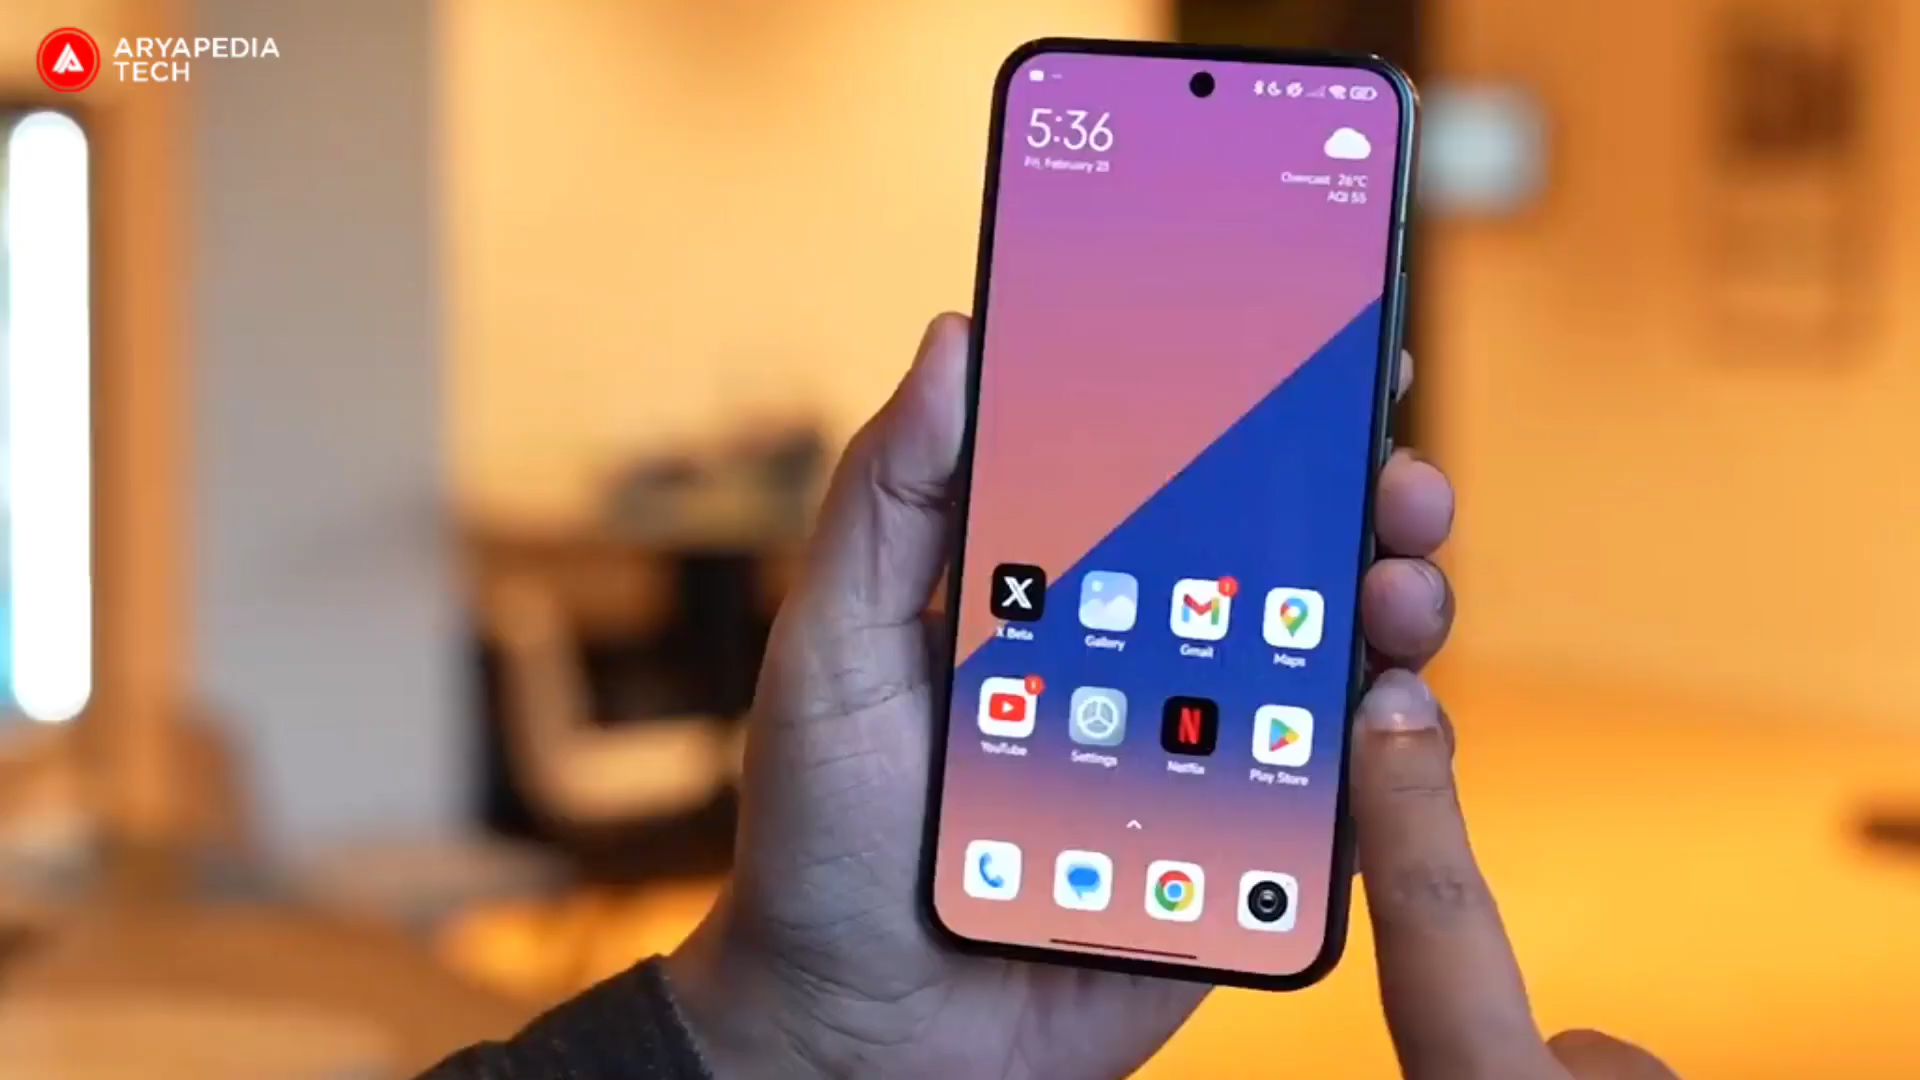 ARYAPEDIA
TECH
5:36
Fri, February 23
Overcast 26°C
AQI 55
X Beta
Gallery
Gmail
Maps
YouTube
Settings
Netflix
Play Store